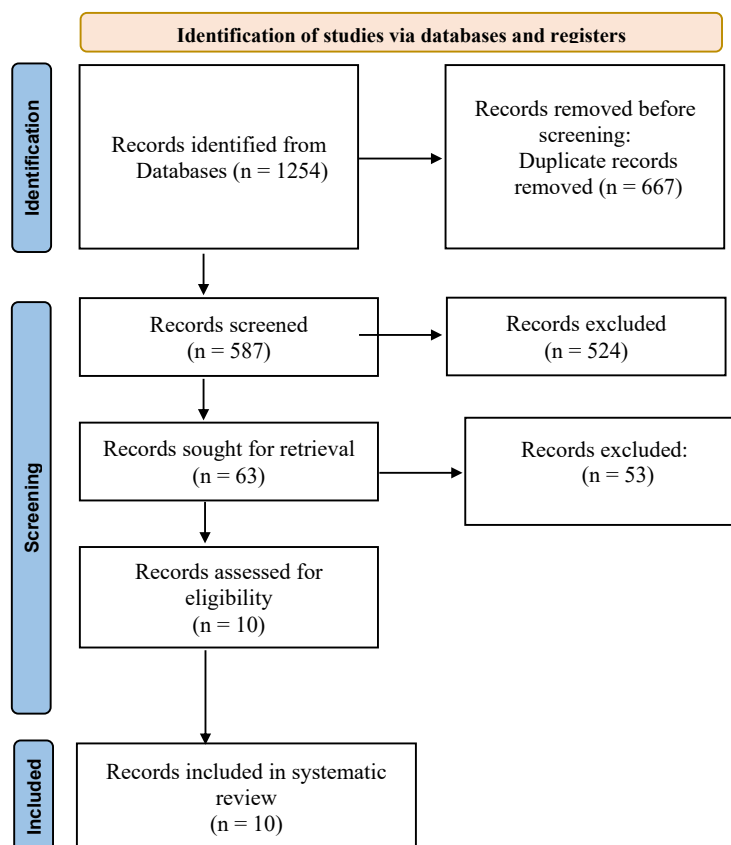 Identification of studies via databases and registers
Identification
Records identified from
Databases (n = 1254)
Records removed before
screening:
Duplicate records
removed (n = 667)
Screening
Records screened
(n = 587)
Records excluded
(n = 524)
Records sought for retrieval
(n = 63)
Records excluded:
(n = 53)
Records assessed for
eligibility
(n = 10)
Included
Records included in systematic
review
(n = 10)